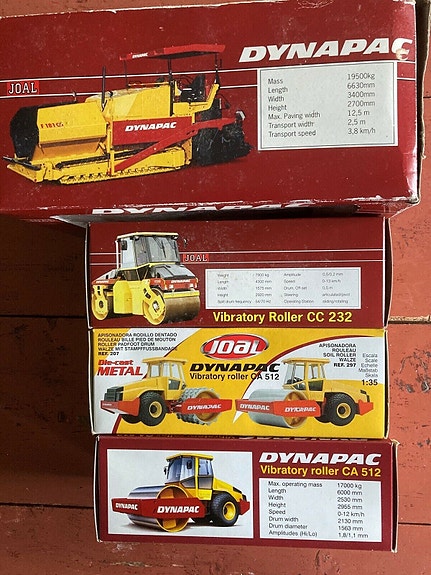 DYNAPAC
JOAL
Mass 19500kg
Length 6630mm
Width 3400mm
Height 2700mm
Max. Paving width 12,5 m
Transport width 2,5 m
Transport speed 3,8 km/h
DYNAPAC
DYNAPAC
JOAL
Vibratory Roller CC 232
APISONADORA RODILLO DENTADO
ROULEAU BILLE PIED DE MOUTON
ROLLER PADFOOT DRUM
WALZE MIT STAMPFFUSSBANDAGE
REF. 207
Die-cast
METAL
JOAL
DYNAPAC
Vibratory roller CA 512
APISONADORA
ROULEAU
SOIL ROLLER
WALZE
REF. 297
Escala
Scale
Echelle
Maßstab
Skala
1:35
DYNAPAC
Vibratory roller CA 512
Max. operating mass 17000 kg
Length 6000 mm
Width 2530 mm
Height 2955 mm
Speed 0-12 km/h
Drum width 2130 mm
Drum diameter 1563 mm
Amplitudes (Hi/Lo) 1,8/1,1 mm
DYNAPAC
DYNAPAC